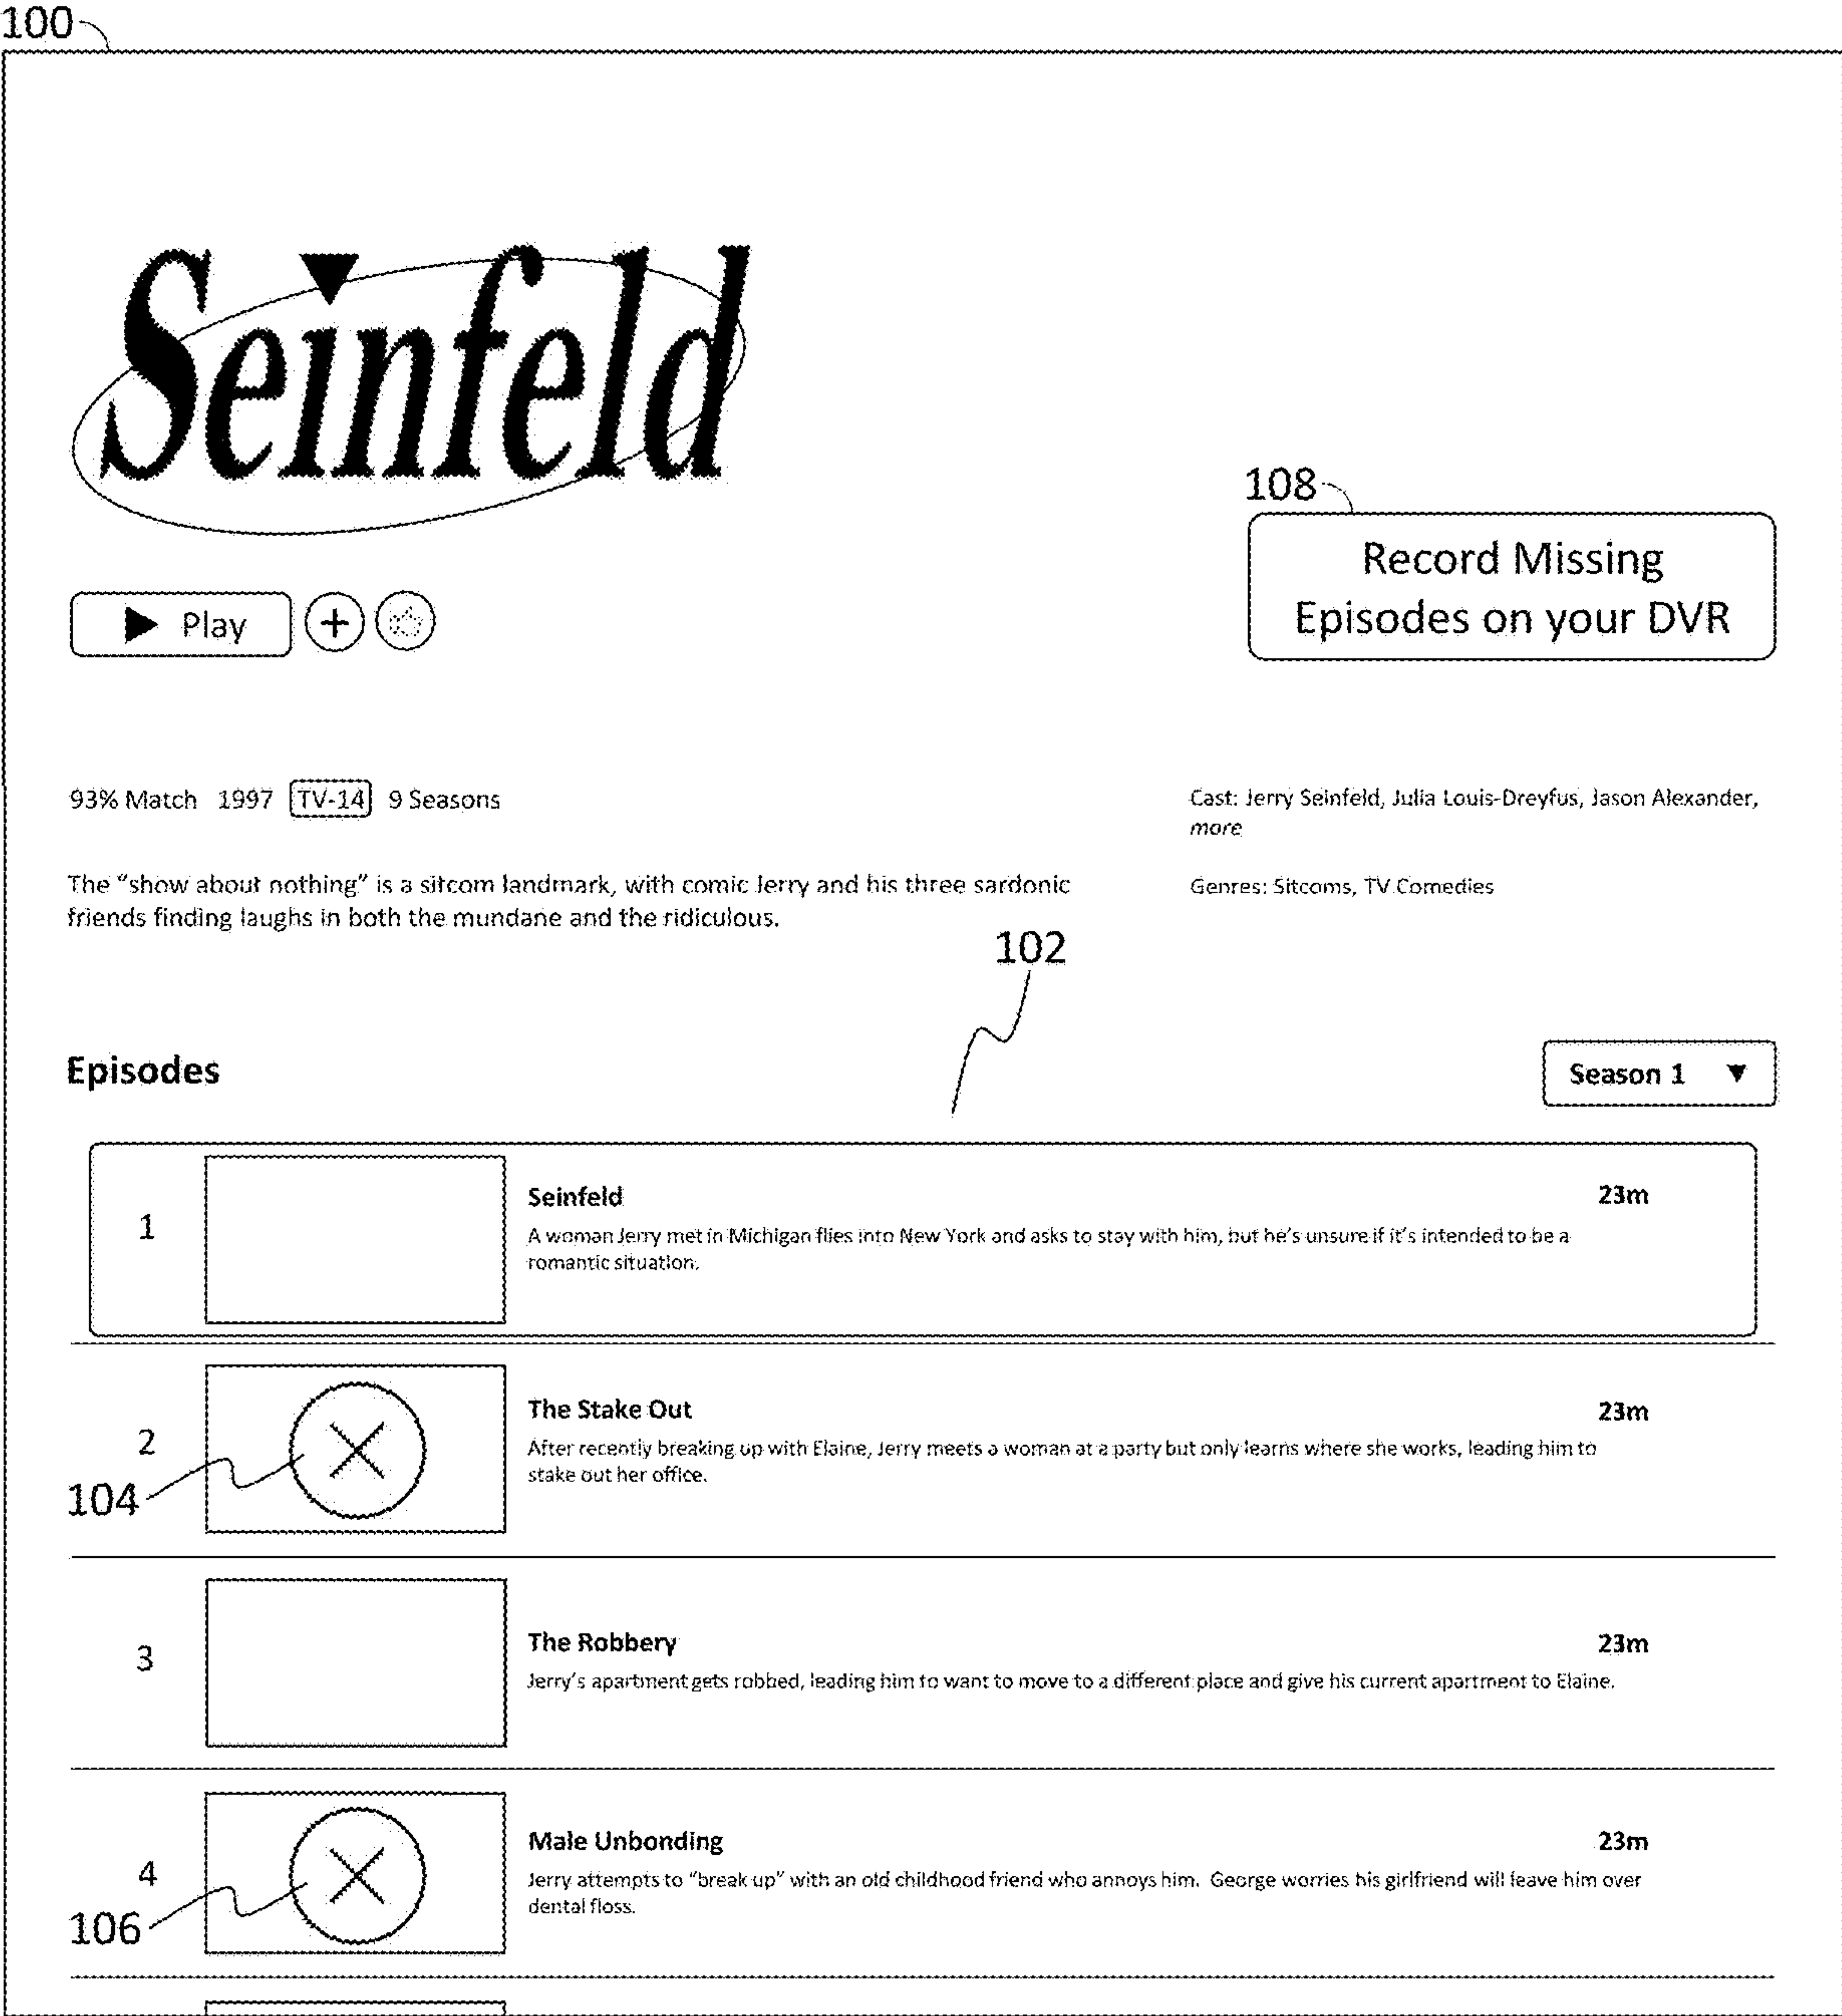 100
Seinfeld
108
Record Missing
Episodes on your DVR
Play
93% Match 1997 TV-14 9 Seasons
Cast: Jerry Seinfeld, Julia Louis-Dreyfus, Jason Alexander,
more
The “show about nothing” is a sitcom landmark, with comic Jerry and his three sardonic
friends finding laughs in both the mundane and the ridiculous.
Genres: Sitcoms, TV Comedies
102
Episodes
Season 1
1
Seinfeld
23m
A woman Jerry met in Michigan flies into New York and asks to stay with him, but he’s unsure if it’s intended to be a
romantic situation.
2
The Stake Out
23m
After recently breaking up with Elaine, Jerry meets a woman at a party but only learns where she works, leading him to
stake out her office.
104
3
The Robbery
23m
Jerry’s apartment gets robbed, leading him to want to move to a different place and give his current apartment to Elaine.
4
Male Unbonding
23m
Jerry attempts to “break up” with an old childhood friend who annoys him. George worries his girlfriend will leave him over
dental floss.
106